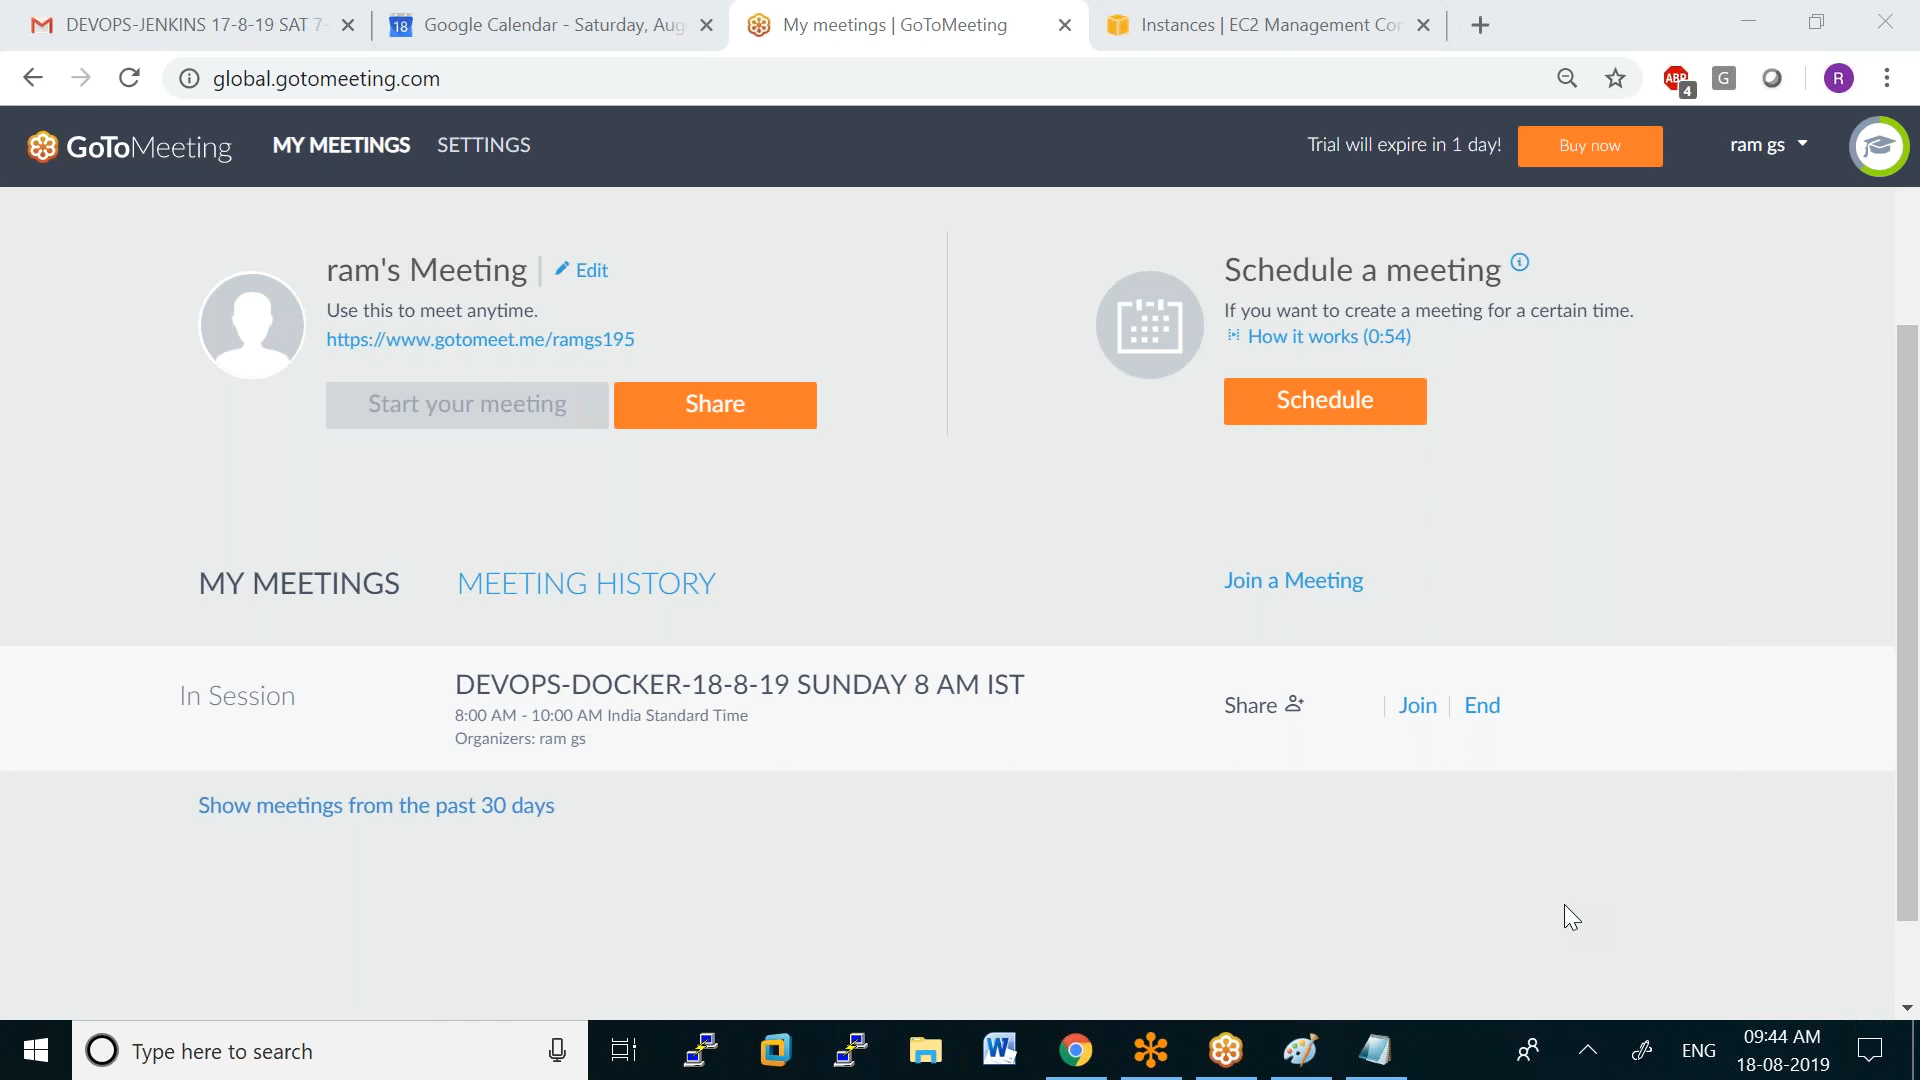 DEVOPS-JENKINS 17-8-19 SAT 7-
Google Calendar - Saturday, Aug
My meetings | GoToMeeting
Instances | EC2 Management Con
global.gotomeeting.com
ABP
4
G
R
GoToMeeting
MY MEETINGS
SETTINGS
Trial will expire in 1 day!
Buy now
ram gs
ram's Meeting
Edit
Use this to meet anytime.
https://www.gotomeet.me/ramgs195
Start your meeting
Share
Schedule a meeting
If you want to create a meeting for a certain time.
How it works (0:54)
Schedule
MY MEETINGS
MEETING HISTORY
Join a Meeting
In Session
DEVOPS-DOCKER-18-8-19 SUNDAY 8 AM IST
8:00 AM - 10:00 AM India Standard Time
Organizers: ram gs
Share
Join
End
Show meetings from the past 30 days
Type here to search
ENG
09:44 AM
18-08-2019